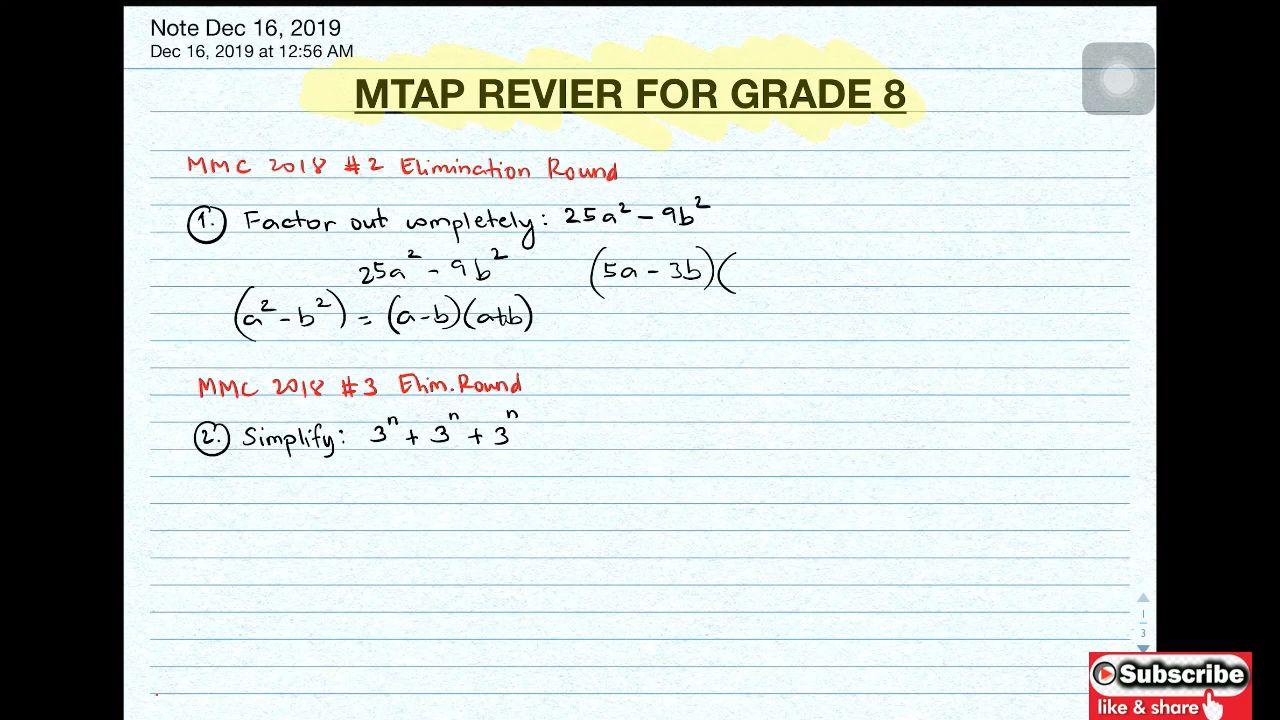 Note Dec 16, 2019
Dec 16, 2019 at 12:56 AM
MTAP REVIER FOR GRADE 8
MMC 2018 #2 Elimination Round
1. Factor out completely: 25a² - 9b²
25a² - 9b² (5a - 3b)(
(a² - b²) = (a-b)(a+b)
MMC 2018 #3 Elim. Round
2. Simplify: 3ⁿ + 3ⁿ + 3ⁿ
1
3
Subscribe
like & share